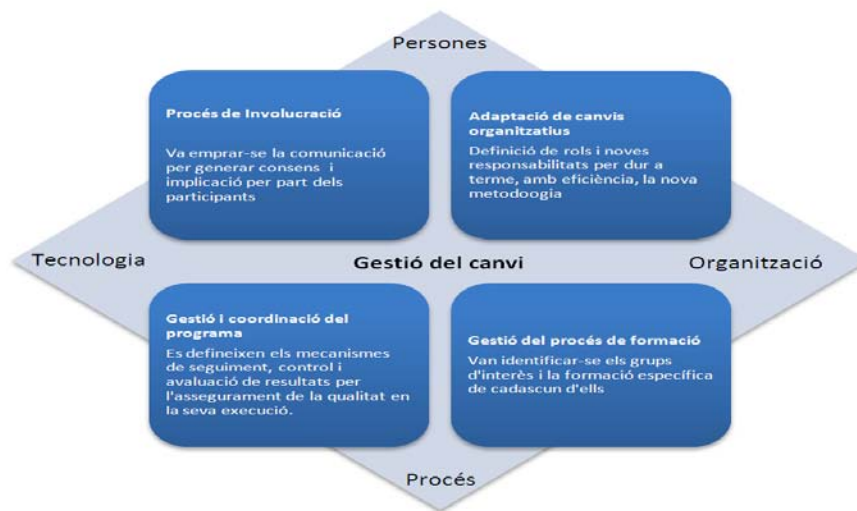 Persones
Procés de Involucració
Va emprar-se la comunicació
per generar consens i
implicació per part dels
participants
Adaptació de canvis
organitzatius
Definició de rols i noves
responsabilitats per dur a
terme, amb eficiència, la nova
metodoogia
Tecnologia
Gestió del canvi
Organització
Gestió i coordinació del
programa
Es defineixen els mecanismes
de seguiment, control i
avaluació de resultats per
l'assegurament de la qualitat en
la seva execució.
Gestió del procés de formació
Van identificar-se els grups
d'interès i la formació específica
de cadascun d'ells
Procés